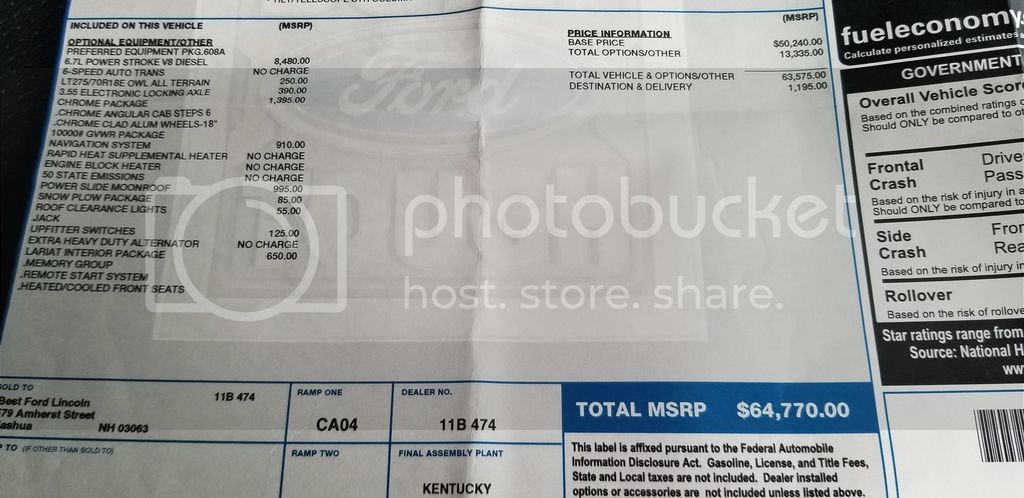 INCLUDED ON THIS VEHICLE (MSRP)
OPTIONAL EQUIPMENT/OTHER
PREFERRED EQUIPMENT PKG.608A
6.7L POWER STROKE V8 DIESEL 8,480.00
6-SPEED AUTO TRANS NO CHARGE
LT275/70R18E OWL ALL TERRAIN 250.00
3.55 ELECTRONIC LOCKING AXLE 390.00
CHROME PACKAGE 1,395.00
.CHROME ANGULAR CAB STEPS 6
.CHROME CLAD ALUM WHEELS-18"
10000# GVWR PACKAGE
NAVIGATION SYSTEM 910.00
RAPID HEAT SUPPLEMENTAL HEATER NO CHARGE
ENGINE BLOCK HEATER NO CHARGE
50 STATE EMISSIONS NO CHARGE
POWER SLIDE MOONROOF 995.00
SNOW PLOW PACKAGE 85.00
ROOF CLEARANCE LIGHTS 55.00
JACK
UPFITTER SWITCHES 125.00
EXTRA HEAVY DUTY ALTERNATOR NO CHARGE
LARIAT INTERIOR PACKAGE 650.00
.MEMORY GROUP
.REMOTE START SYSTEM
.HEATED/COOLED FRONT SEATS
(MSRP)
PRICE INFORMATION
BASE PRICE $50,240.00
TOTAL OPTIONS/OTHER 13,335.00
TOTAL VEHICLE & OPTIONS/OTHER 63,575.00
DESTINATION & DELIVERY 1,195.00
Ford
photobucket
host. store. share.
SOLD TO
Best Ford Lincoln 11B 474
579 Amherst Street
NH 03063
TO (IF OTHER THAN SOLD TO)
RAMP ONE
CA04
RAMP TWO
DEALER NO.
11B 474
FINAL ASSEMBLY PLANT
KENTUCKY
TOTAL MSRP $64,770.00
This label is affixed pursuant to the Federal Automobile
Information Disclosure Act. Gasoline, License, and Title Fees,
State and Local taxes are not included. Dealer installed
options or accessories are not included unless listed above.
fueleconomy
Calculate personalized estimates
GOVERNMENT
Overall Vehicle Scor
Based on the combined ratings
Should ONLY be compared to
Frontal Drive
Crash Pass
Based on the risk of injury in a
Should ONLY be compared to
Side Fron
Crash Rea
Based on the risk of injury in
Rollover
Based on the risk of rollove
Star ratings range from
Source: National H
ww